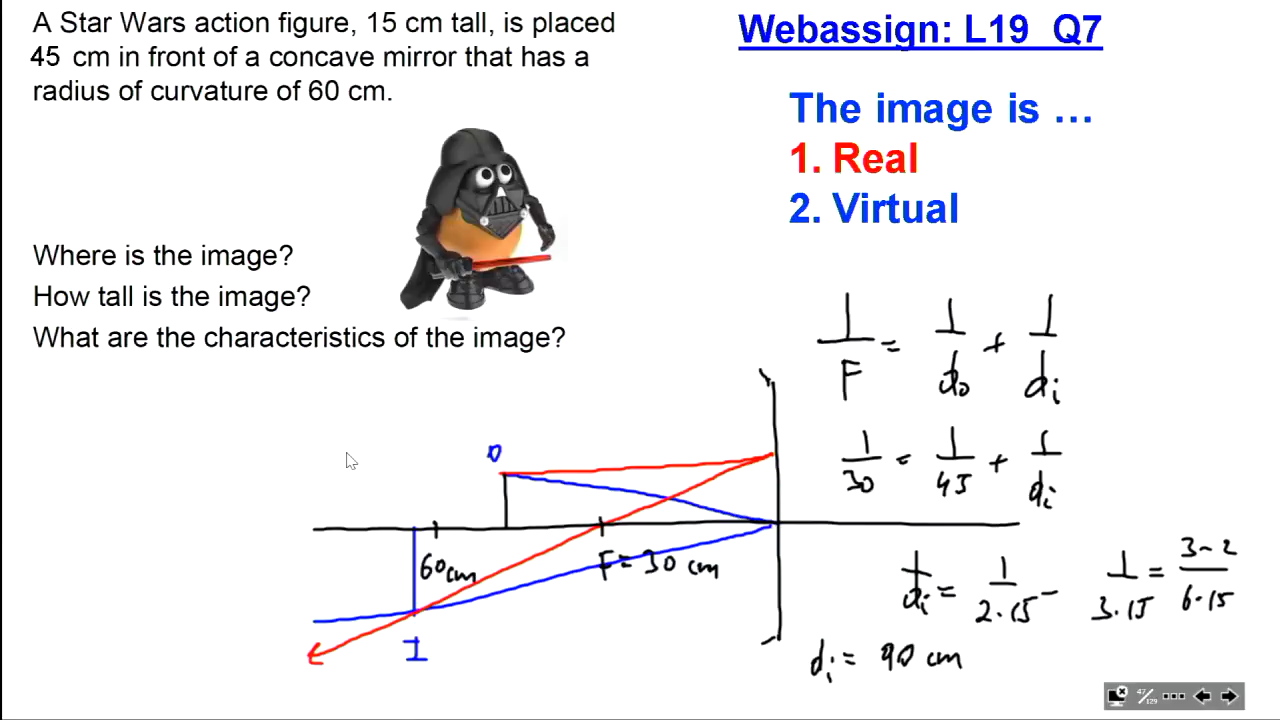 A Star Wars action figure, 15 cm tall, is placed
45 cm in front of a concave mirror that has a
radius of curvature of 60 cm.
Webassign: L19 Q7
The image is ...
1. Real
2. Virtual
Where is the image?
How tall is the image?
What are the characteristics of the image?
1/F = 1/do + 1/di
1/30 = 1/45 + 1/di
1/di = 1/2·15 - 1/3·15 = 3-2/6·15
di = 90 cm
O
60cm
F = 30 cm
I
47/129